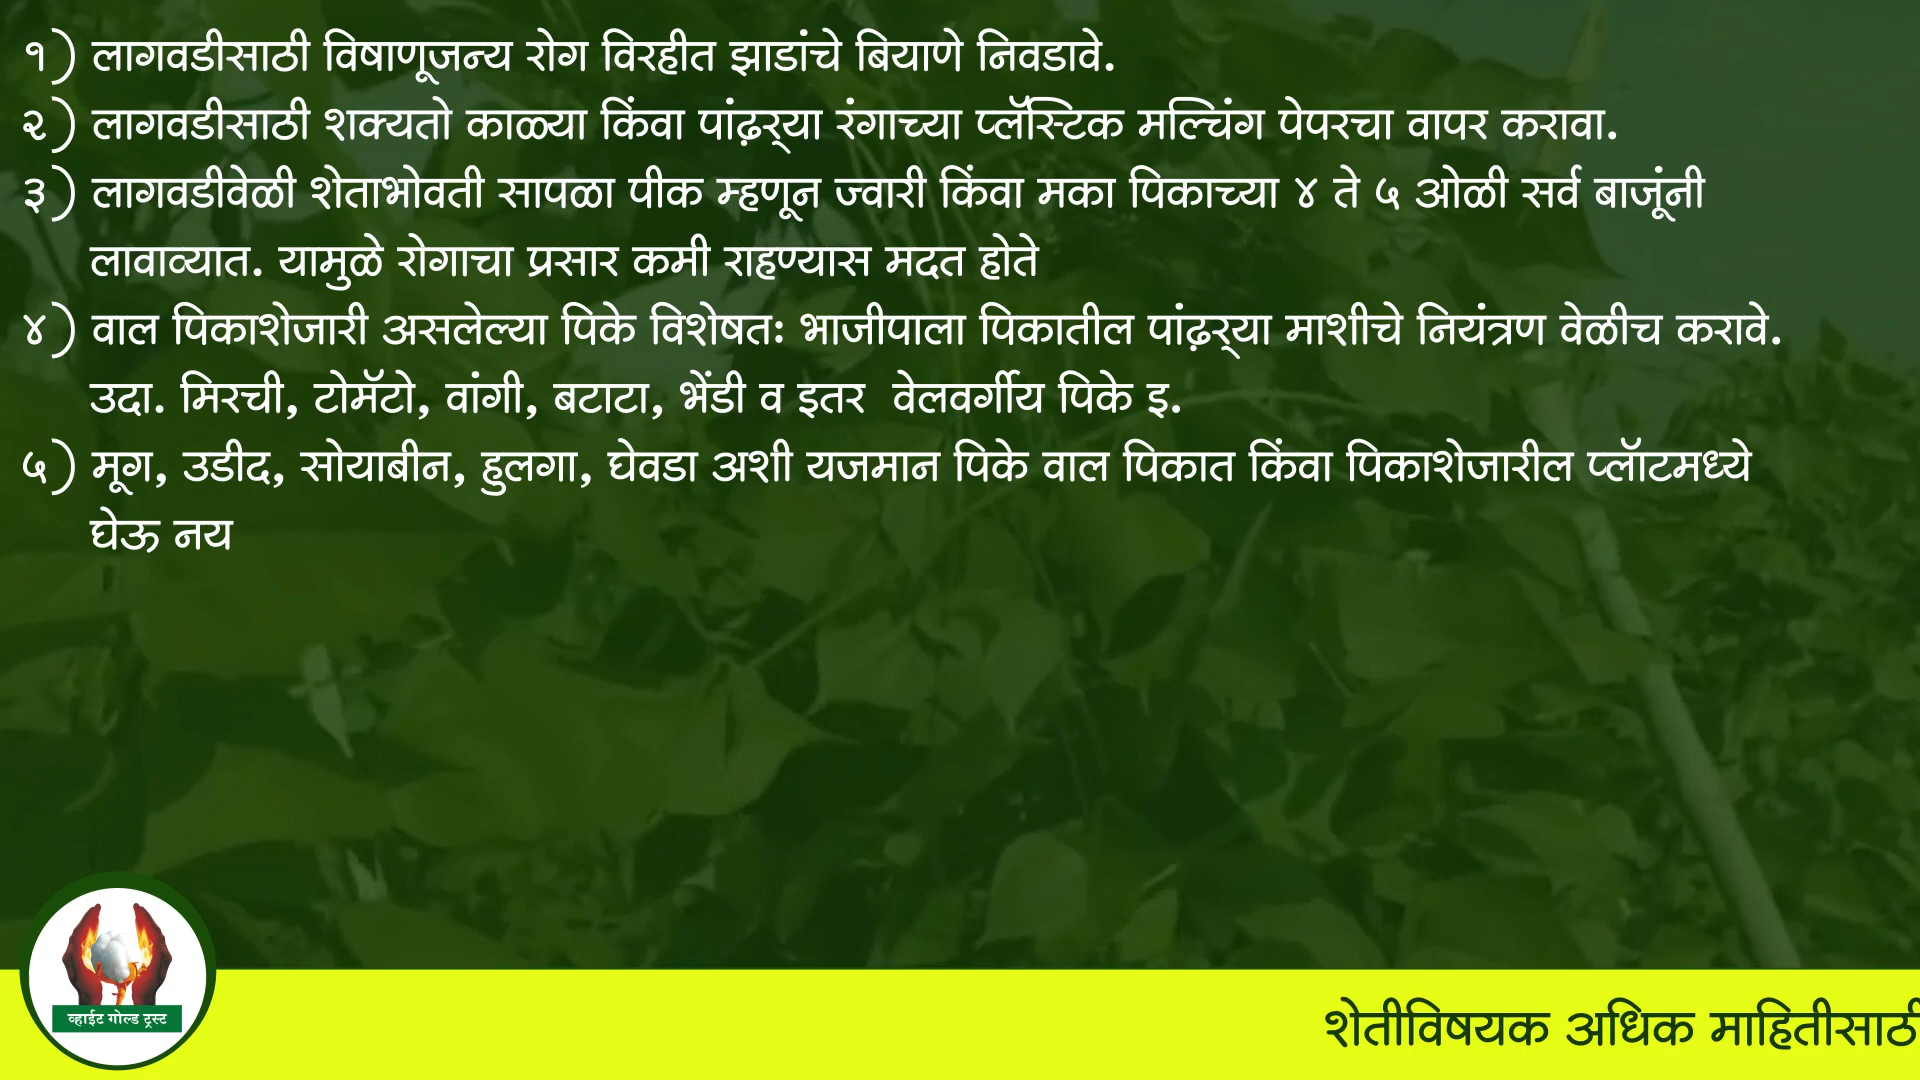 १) लागवडीसाठी विषाणूजन्य रोग विरहीत झाडांचे बियाणे निवडावे.
२) लागवडीसाठी शक्यतो काळ्या किंवा पांढ़र्‍या रंगाच्या प्लॅस्टिक मल्चिंग पेपरचा वापर करावा.
३) लागवडीवेळी शेताभोवती सापळा पीक म्हणून ज्वारी किंवा मका पिकाच्या ४ ते ५ ओळी सर्व बाजूंनी
लावाव्यात. यामुळे रोगाचा प्रसार कमी राहण्यास मदत होते
४) वाल पिकाशेजारी असलेल्या पिके विशेषतः भाजीपाला पिकातील पांढ़र्‍या माशीचे नियंत्रण वेळीच करावे.
उदा. मिरची, टोमॅटो, वांगी, बटाटा, भेंडी व इतर वेलवर्गीय पिके इ.
५) मूग, उडीद, सोयाबीन, हुलगा, घेवडा अशी यजमान पिके वाल पिकात किंवा पिकाशेजारील प्लॉटमध्ये
घेऊ नय
व्हाईट गोल्ड ट्रस्ट
शेतीविषयक अधिक माहितीसाठी